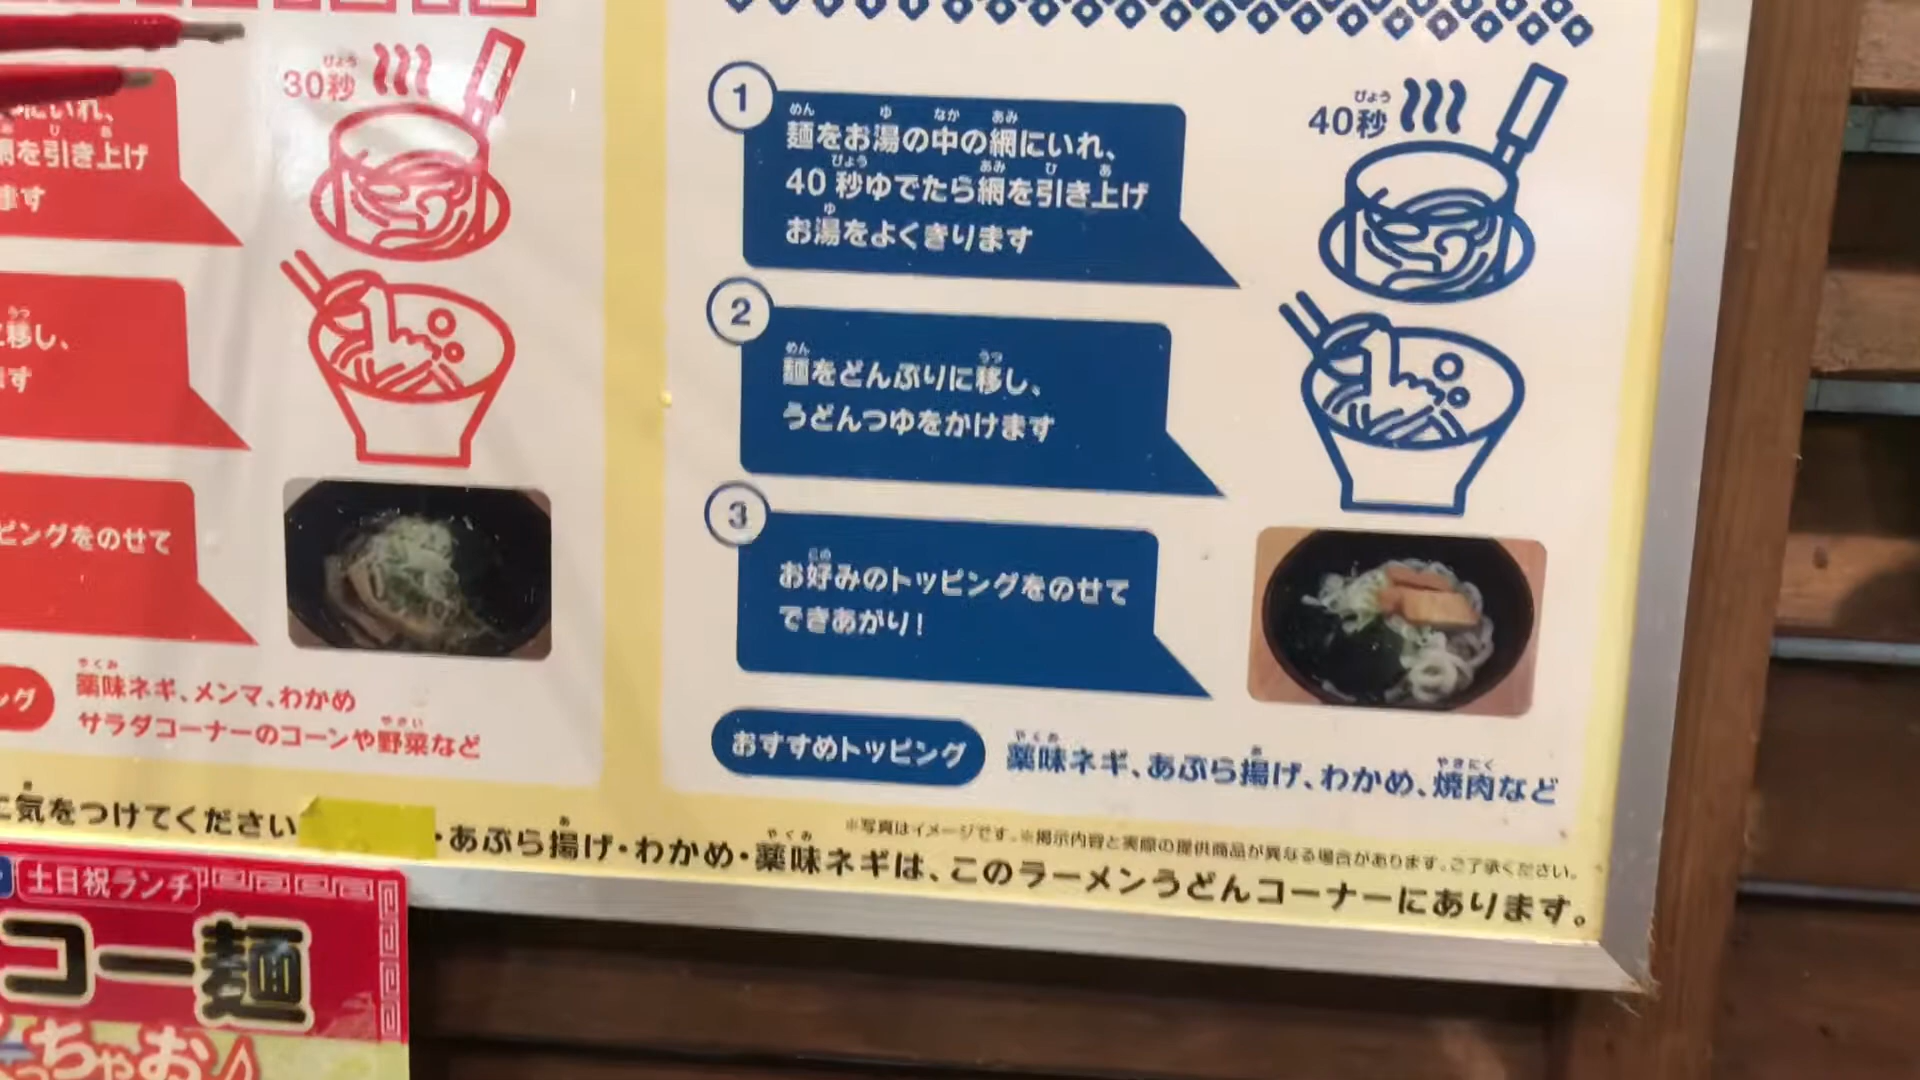 30秒
にいれ、
網を引き上げ
ます
移し、
ます
ピングをのせて
ング
薬味ネギ、メンマ、わかめ
サラダコーナーのコーンや野菜など
1
麺をお湯の中の網にいれ、
40秒ゆでたら網を引き上げ
お湯をよくきります
40秒
2
麺をどんぶりに移し、
うどんつゆをかけます
3
お好みのトッピングをのせて
できあがり!
おすすめトッピング
薬味ネギ、あぶら揚げ、わかめ、焼肉など
※写真はイメージです。※掲示内容と実際の提供商品が異なる場合があります。ご了承ください。
に気をつけてください
・あぶら揚げ・わかめ・薬味ネギは、このラーメンうどんコーナーにあります。
土日祝ランチ
コー麺
っちゃお♪